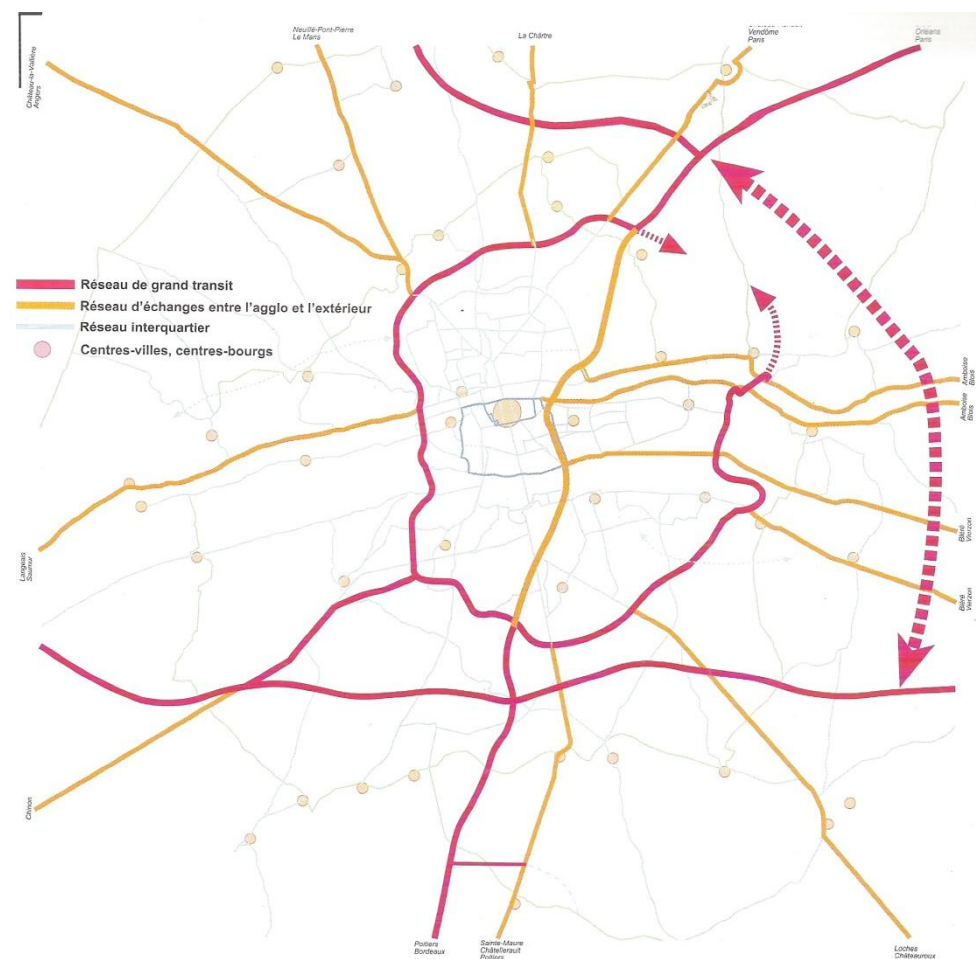 Neuillé-Pont-Pierre
Le Mans
La Chârtre
Vendôme
Paris
Orléans
Paris
Château-la-Vallière
Angers
Réseau de grand transit
Réseau d'échanges entre l'agglo et l'extérieur
Réseau interquartier
Centres-villes, centres-bourgs
Amboise
Blois
Amboise
Blois
Bléré
Vierzon
Bléré
Vierzon
Langeais
Saumur
Chinon
Poitiers
Bordeaux
Sainte-Maure
Châtellerault
Poitiers
Loches
Châteauroux